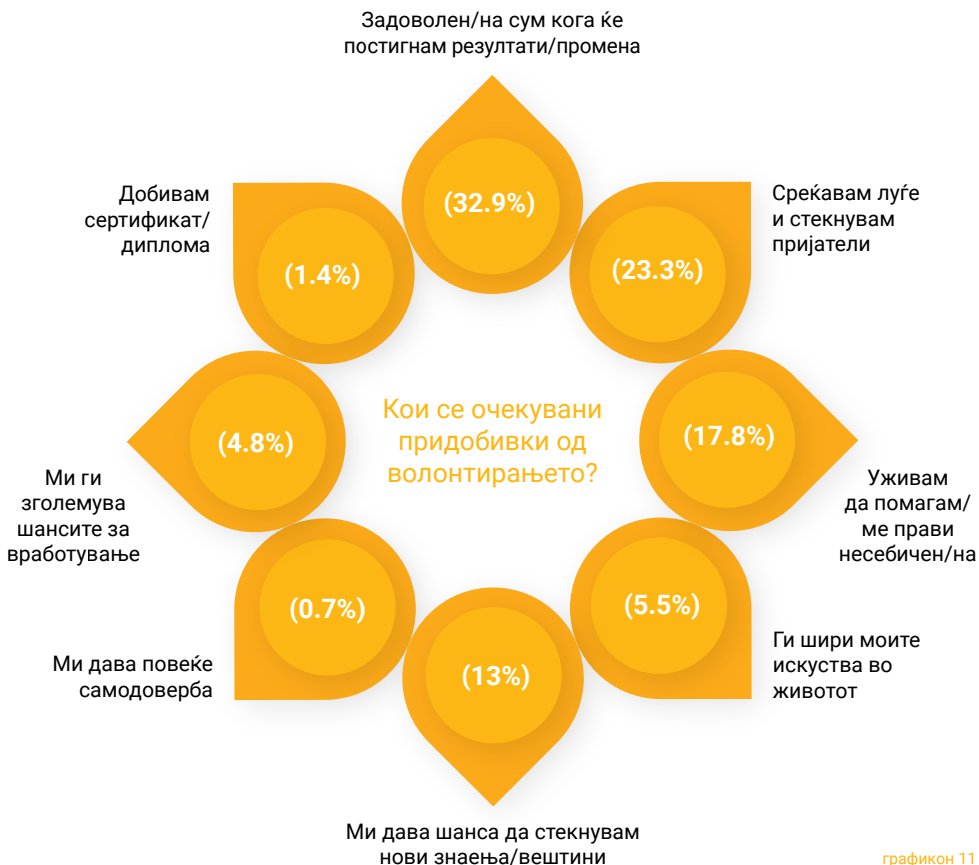 Задоволен/на сум кога ќе
постигнам резултати/промена
(32.9%)
Среќавам луѓе
и стекнувам
пријатели
(23.3%)
Уживам
да помагам/
ме прави
несебичен/на
(17.8%)
Ги шири моите
искуства во
животот
(5.5%)
Ми дава шанса да стекнувам
нови знаења/вештини
(13%)
Ми дава повеќе
самодоверба
(0.7%)
Ми ги
зголемува
шансите за
вработување
(4.8%)
Добивам
сертификат/
диплома
(1.4%)
Кои се очекувани
придобивки од
волонтирањето?
графикон 11